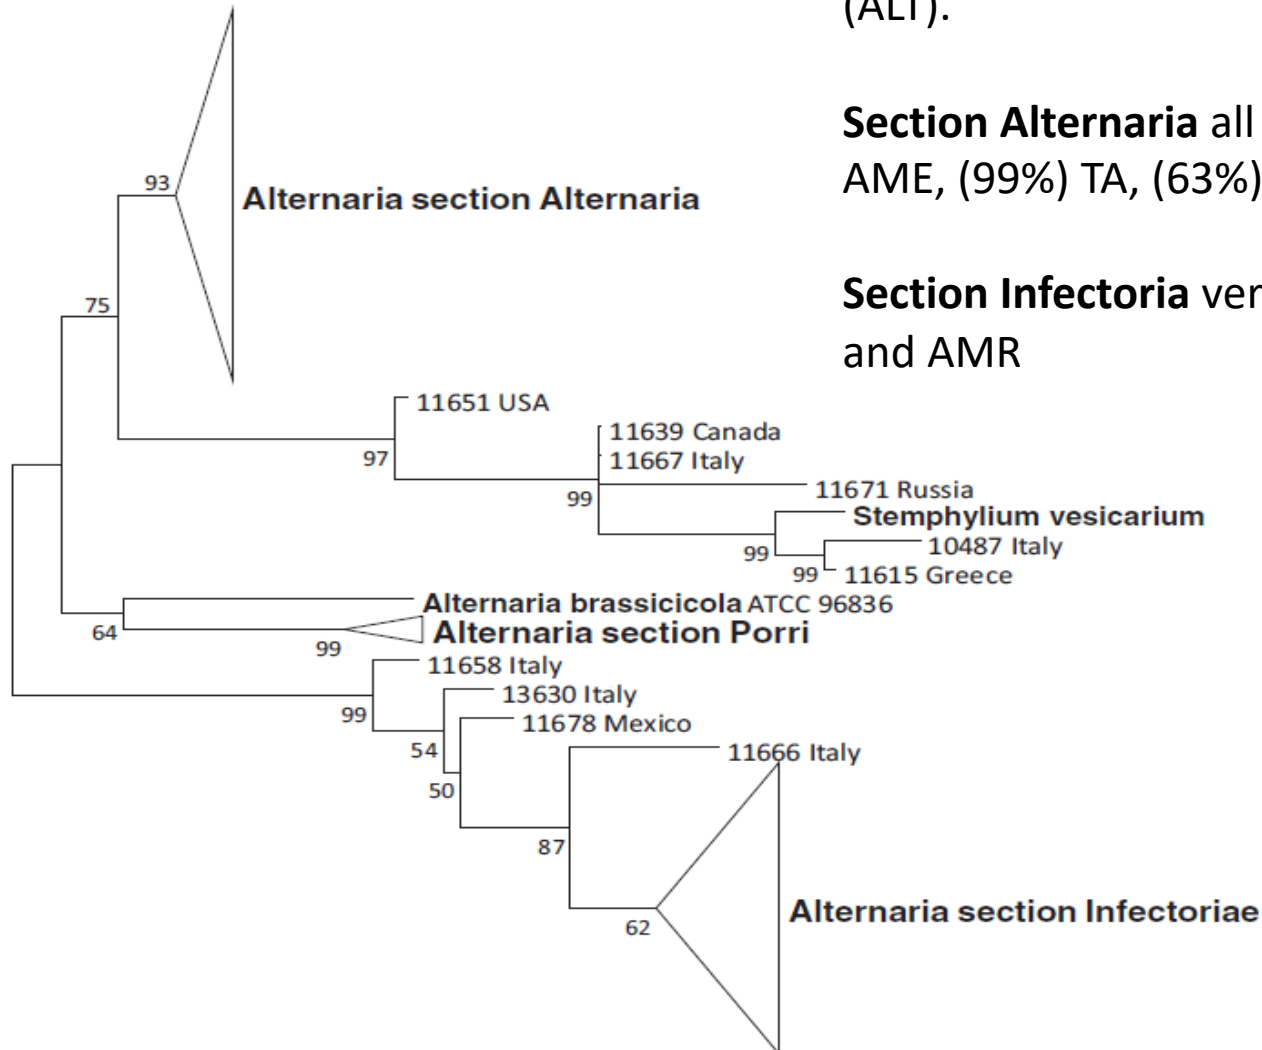 (ALT).
Section Alternaria all
AME, (99%) TA, (63%)
Section Infectoria ver
and AMR
93
Alternaria section Alternaria
75
11651 USA
11639 Canada
97
11667 Italy
11671 Russia
99
Stemphylium vesicarium
10487 Italy
99
99
11615 Greece
Alternaria brassicicola ATCC 96836
64
Alternaria section Porri
99
11658 Italy
13630 Italy
99
11678 Mexico
54
11666 Italy
50
87
Alternaria section Infectoriae
62